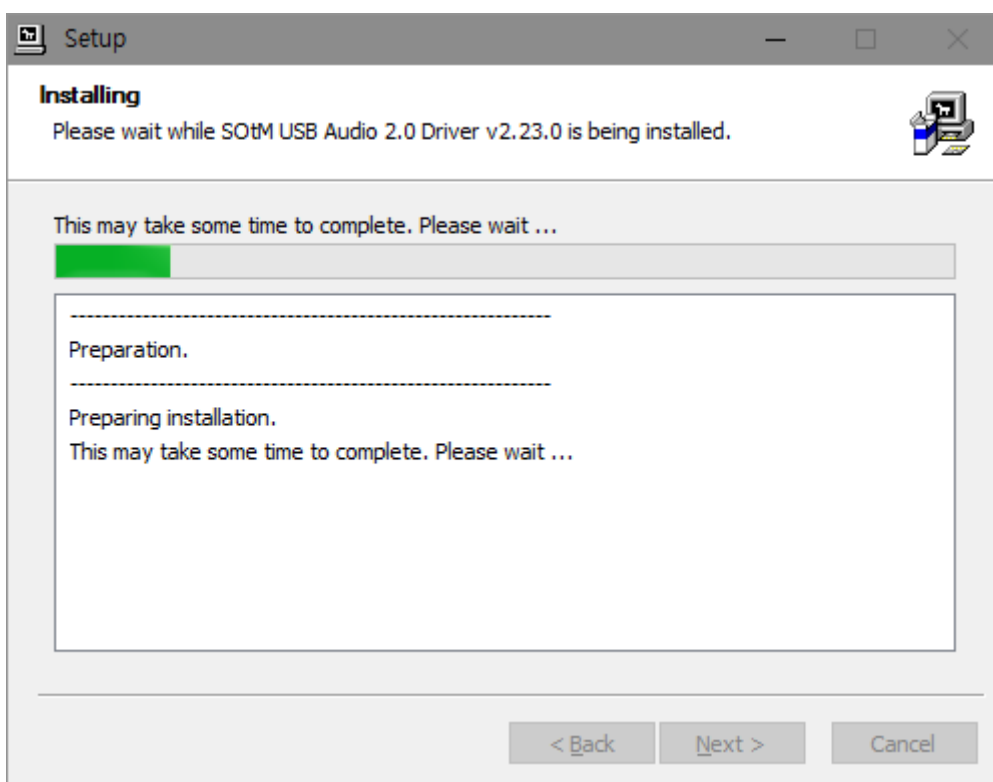 Setup
Installing
Please wait while SOtM USB Audio 2.0 Driver v2.23.0 is being installed.
This may take some time to complete. Please wait ...
------------------------------------------------------------
Preparation.
------------------------------------------------------------
Preparing installation.
This may take some time to complete. Please wait ...
< Back
Next >
Cancel